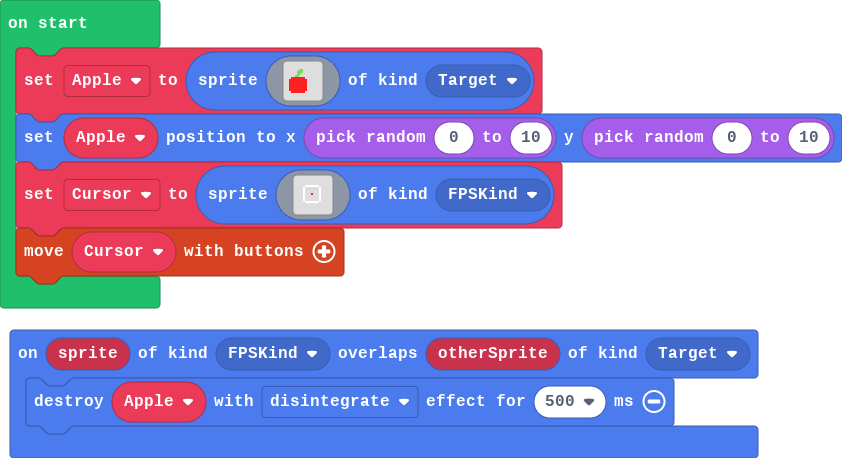 on start
set Apple to sprite of kind Target
set Apple position to x pick random 0 to 10 y pick random 0 to 10
set Cursor to sprite of kind FPSKind
move Cursor with buttons
on sprite of kind FPSKind overlaps otherSprite of kind Target
destroy Apple with disintegrate effect for 500 ms